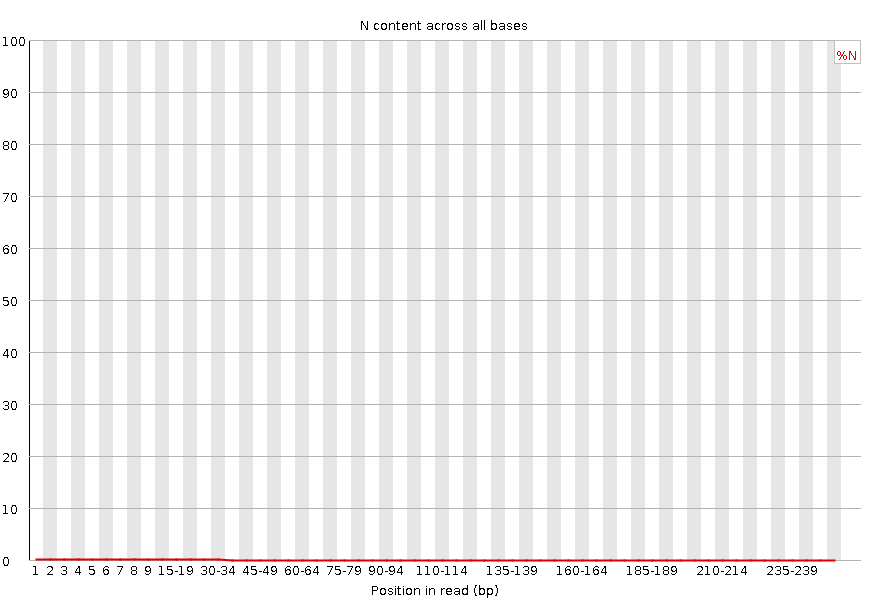 N content across all bases
%N
100
90
80
70
60
50
40
30
20
10
0
1 2 3 4 5 6 7 8 9 15-19 30-34 45-49 60-64 75-79 90-94 110-114 135-139 160-164 185-189 210-214 235-239
Position in read (bp)